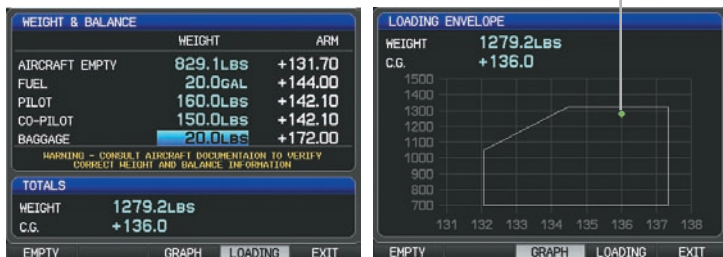 WEIGHT & BALANCE
WEIGHT ARM
AIRCRAFT EMPTY 829.1LBS +131.70
FUEL 20.0GAL +144.00
PILOT 160.0LBS +142.10
CO-PILOT 150.0LBS +142.10
BAGGAGE 20.0LBS +172.00
WARNING - CONSULT AIRCRAFT DOCUMENTAION TO VERIFY
CORRECT WEIGHT AND BALANCE INFORMATION
TOTALS
WEIGHT 1279.2LBS
C.G. +136.0
EMPTY GRAPH LOADING EXIT
LOADING ENVELOPE
WEIGHT 1279.2LBS
C.G. +136.0
1500
1400
1300
1200
1100
1000
900
800
700
131 132 133 134 135 136 137 138
EMPTY GRAPH LOADING EXIT